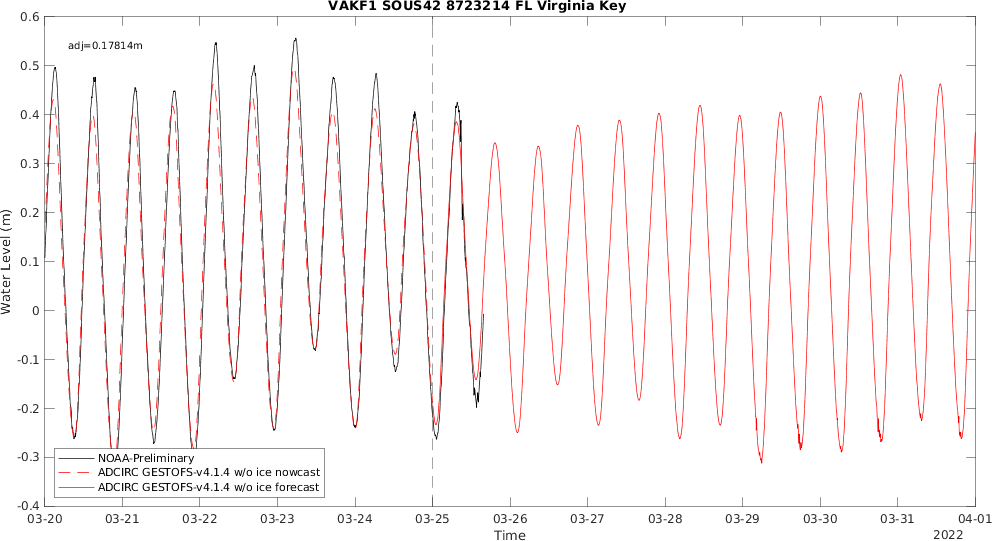 VAKF1 SOUS42 8723214 FL Virginia Key
adj=0.17814m
0.6
0.5
0.4
0.3
0.2
0.1
0
-0.1
-0.2
-0.3
-0.4
Water Level (m)
NOAA-Preliminary
ADCIRC GESTOFS-v4.1.4 w/o ice nowcast
ADCIRC GESTOFS-v4.1.4 w/o ice forecast
03-20 03-21 03-22 03-23 03-24 03-25 03-26 03-27 03-28 03-29 03-30 03-31 04-01
Time
2022